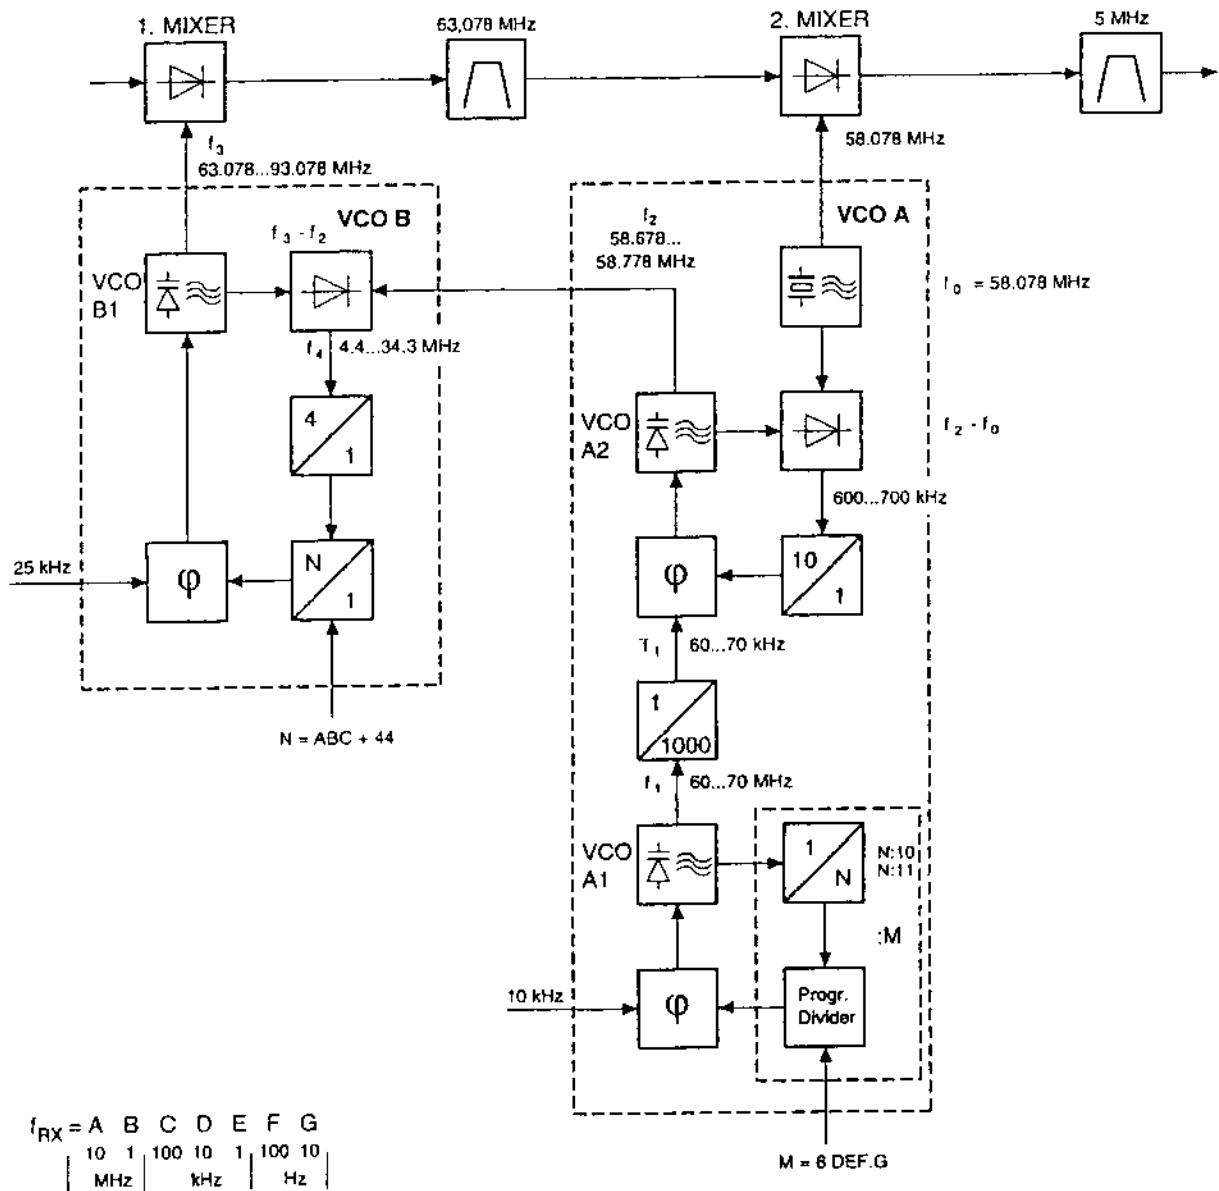 1. MIXER
63,078 MHz
2. MIXER
5 MHz
f3
63.078...93.078 MHz
58.078 MHz
VCO B
f3 - f2
VCO
B1
f4 4.4...34.3 MHz
4
1
25 kHz
φ
N
1
N = ABC + 44
f2
58.678...
58.778 MHz
VCO A
f0 = 58.078 MHz
VCO
A2
f2 - f0
600...700 kHz
φ
10
1
f1 60...70 kHz
1
1000
f1 60...70 MHz
VCO
A1
1
N
N:10
N:11
:M
10 kHz
φ
Progr.
Divider
M = 6 DEF.G
fRX = A B C D E F G
10 1 100 10 1 100 10
MHz kHz Hz